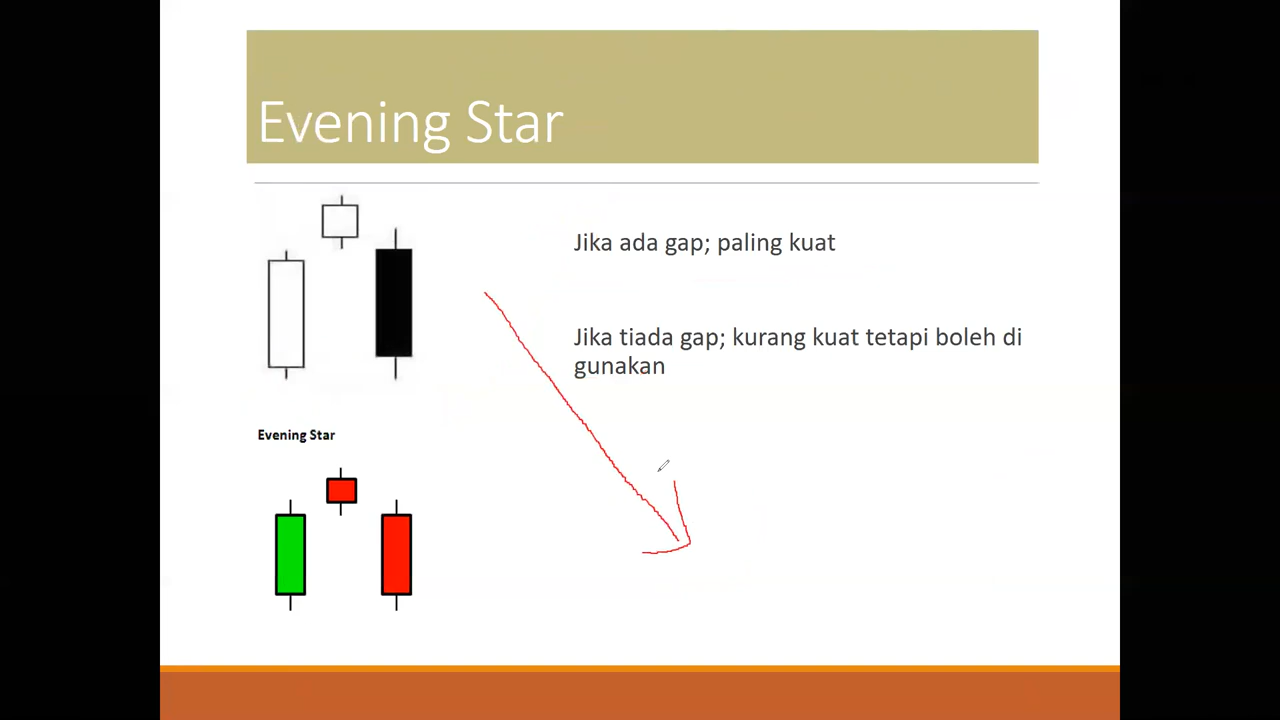 Evening Star
Jika ada gap; paling kuat
Jika tiada gap; kurang kuat tetapi boleh di
gunakan
Evening Star